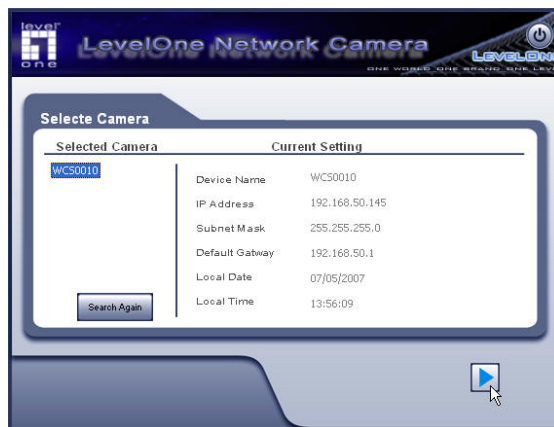 level
one
LevelOne Network Camera
LEVELONE
ONE WORLD ONE BRAND ONE LEVEL
Selecte Camera
Selected Camera
Current Setting
WCS0010
Device Name WCS0010
IP Address 192.168.50.145
Subnet Mask 255.255.255.0
Default Gatway 192.168.50.1
Local Date 07/05/2007
Local Time 13:56:09
Search Again